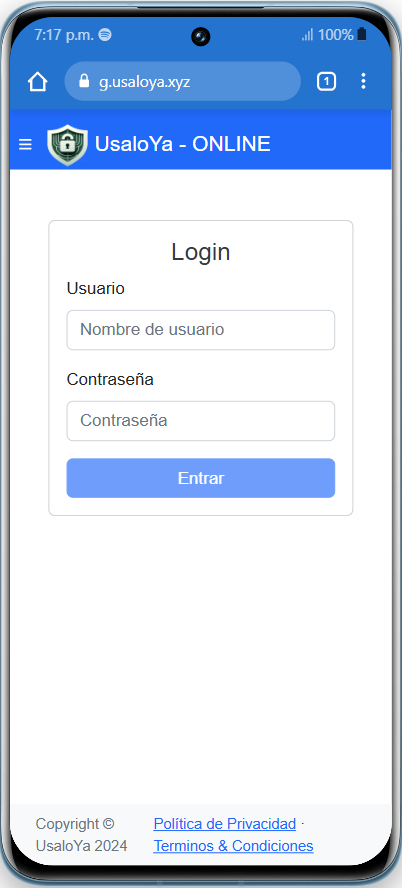 7:17 p.m. 100%
g.usaloya.xyz 1
UsaloYa - ONLINE
Login
Usuario
Nombre de usuario
Contraseña
Contraseña
Entrar
Copyright © Política de Privacidad ·
UsaloYa 2024 Terminos & Condiciones